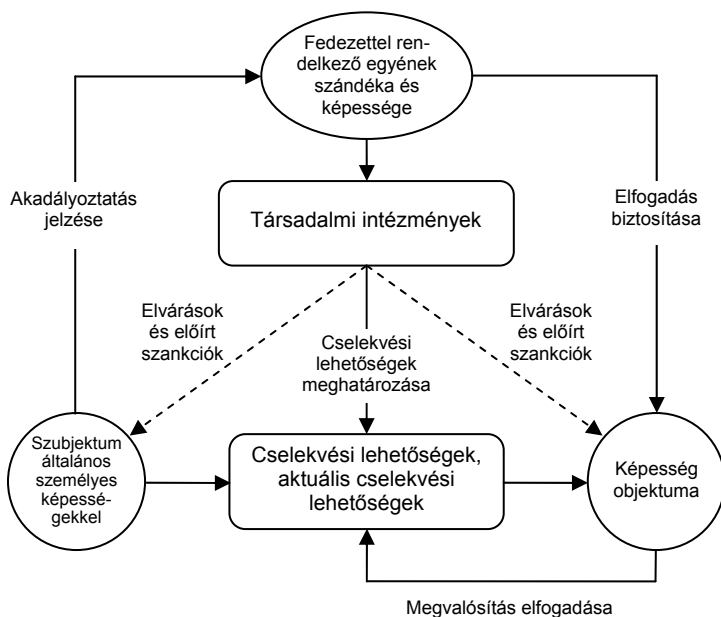 Fedezettel ren-
delkező egyének
szándéka és
képessége
Akadályoztatás
jelzése
Társadalmi intézmények
Elfogadás
biztosítása
Elvárások
és előírt
szankciók
Cselekvési
lehetőségek
meghatározása
Elvárások
és előírt
szankciók
Szubjektum
általános
személyes
képessé-
gekkel
Cselekvési lehetőségek,
aktuális cselekvési
lehetőségek
Képesség
objektuma
Megvalósítás elfogadása